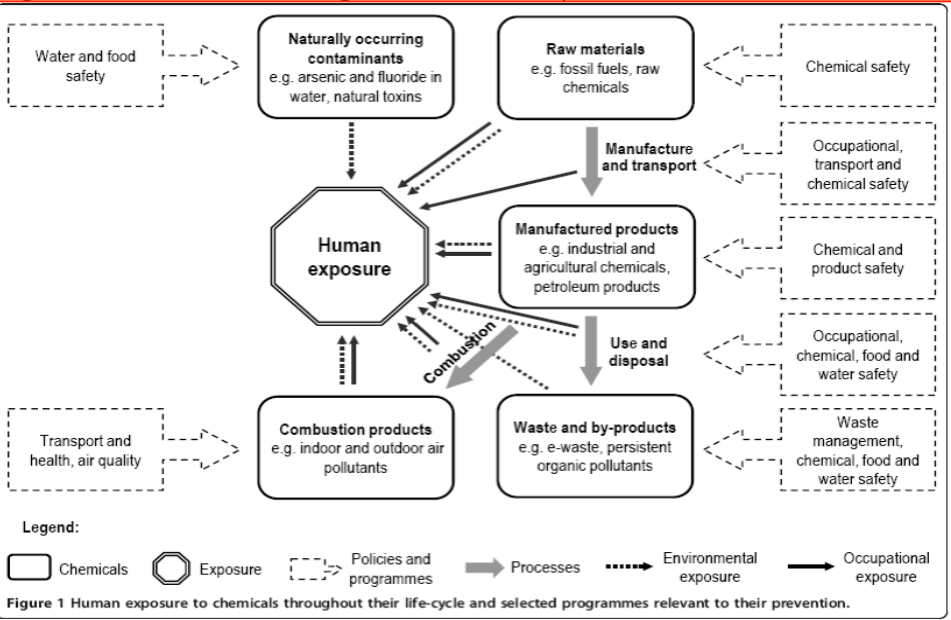 Water and food
safety
Naturally occurring
contaminants
e.g. arsenic and fluoride in
water, natural toxins
Raw materials
e.g. fossil fuels, raw
chemicals
Chemical safety
Manufacture
and transport
Occupational,
transport and
chemical safety
Human
exposure
Manufactured products
e.g. industrial and
agricultural chemicals,
petroleum products
Chemical and
product safety
Combustion
Use and
disposal
Occupational,
chemical, food and
water safety
Transport and
health, air quality
Combustion products
e.g. indoor and outdoor air
pollutants
Waste and by-products
e.g. e-waste, persistent
organic pollutants
Waste
management,
chemical, food and
water safety
Legend:
Chemicals
Exposure
Policies and
programmes
Processes
Environmental
exposure
Occupational
exposure
Figure 1 Human exposure to chemicals throughout their life-cycle and selected programmes relevant to their prevention.